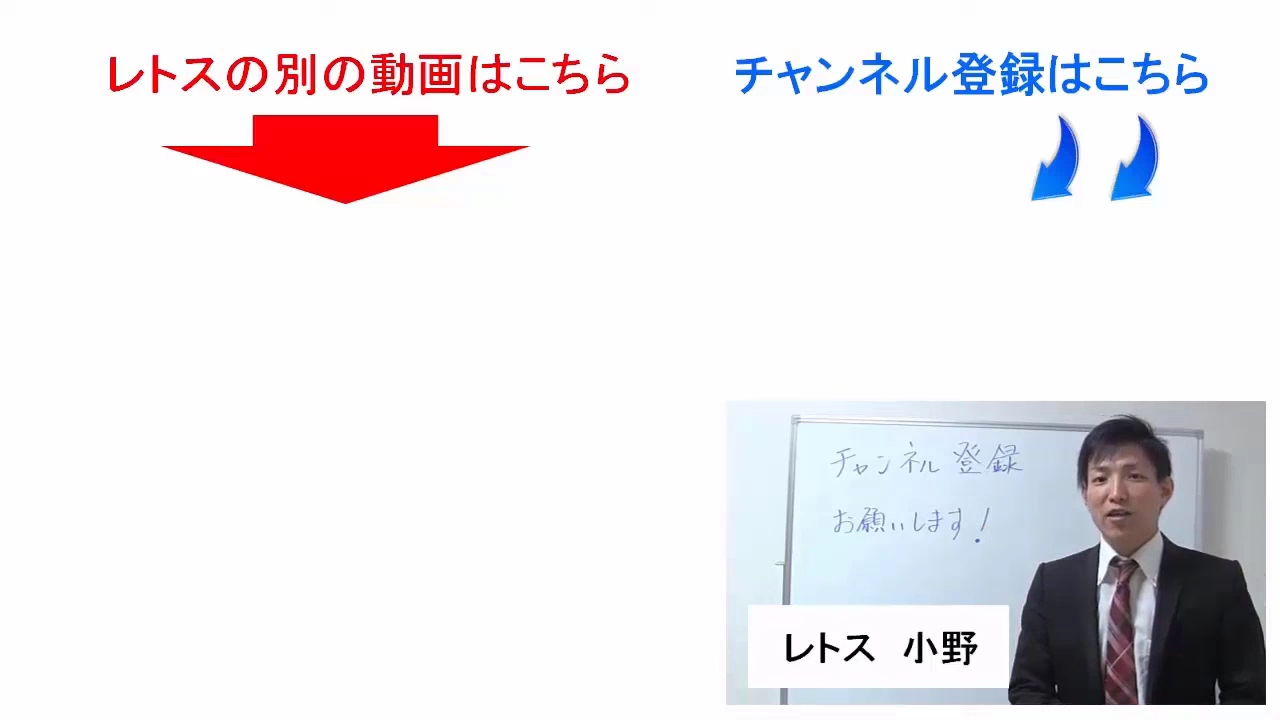 レトスの別の動画はこちら
チャンネル登録はこちら
チャンネル登録
お願いします!
レトス 小野